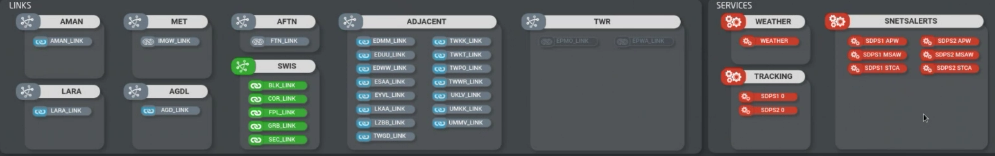 LINKS
SERVICES
AMAN
MET
AFTN
ADJACENT
TWR
WEATHER
SNETSALERTS
AMAN_LINK
IMGW_LINK
FTN_LINK
EDMM_LINK
TWKK_LINK
WEATHER
SDPS1 APW
SDPS2 APW
EDUU_LINK
TWKT_LINK
SDPS1 MSAW
SDPS2 MSAW
SWIS
EDWW_LINK
TWPO_LINK
SDPS1 STCA
SDPS2 STCA
TRACKING
ESAA_LINK
TWWR_LINK
BLK_LINK
LARA
AGDL
EYVL_LINK
UKLV_LINK
SDPS1 0
COR_LINK
LARA_LINK
AGD_LINK
LKAA_LINK
UMKK_LINK
SDPS2 0
FPL_LINK
LZBB_LINK
UMMV_LINK
GRB_LINK
TWGD_LINK
SEC_LINK